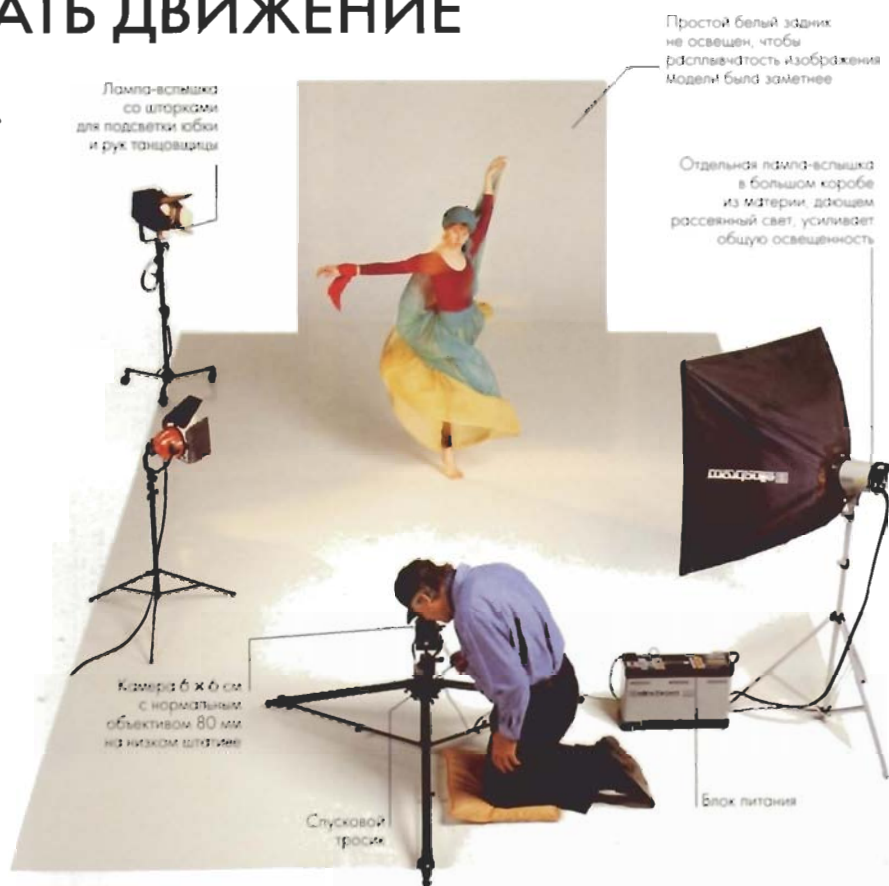 АТЬ ДВИЖЕНИЕ
Простой белый задник
не освещен, чтобы
расплывчатость изображения
модели была заметнее
Лампа-вспышка
со шторками
для подсветки юбки
и рук танцовщицы
Отдельная лампа-вспышка
в большом коробе
из материи, дающем
рассеянный свет, усиливает
общую освещенность
Камера 6 × 6 см
с нормальным
объективом 80 мм
на низком штативе
Спусковой
тросик
Блок питания